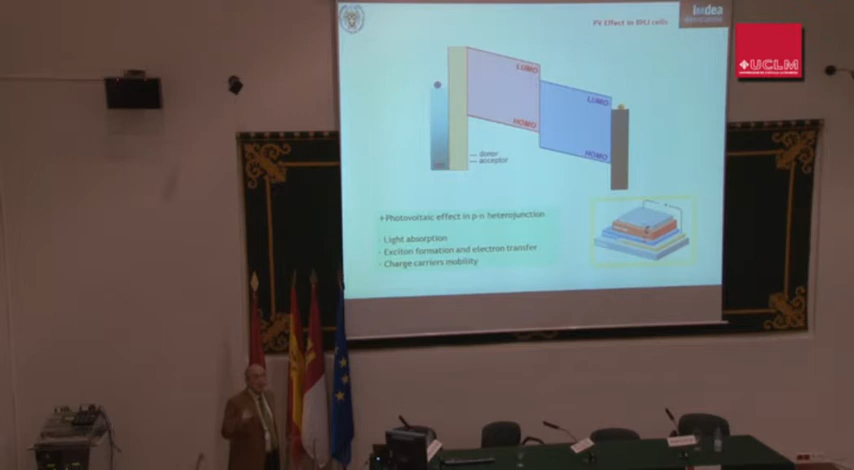 PV Effect in BHJ cells
imdea
UCLM
LUMO
HOMO
LUMO
HOMO
donor
acceptor
Photovoltaic effect in p-n heterojunction
- Light absorption
- Exciton formation and electron transfer
- Charge carriers mobility